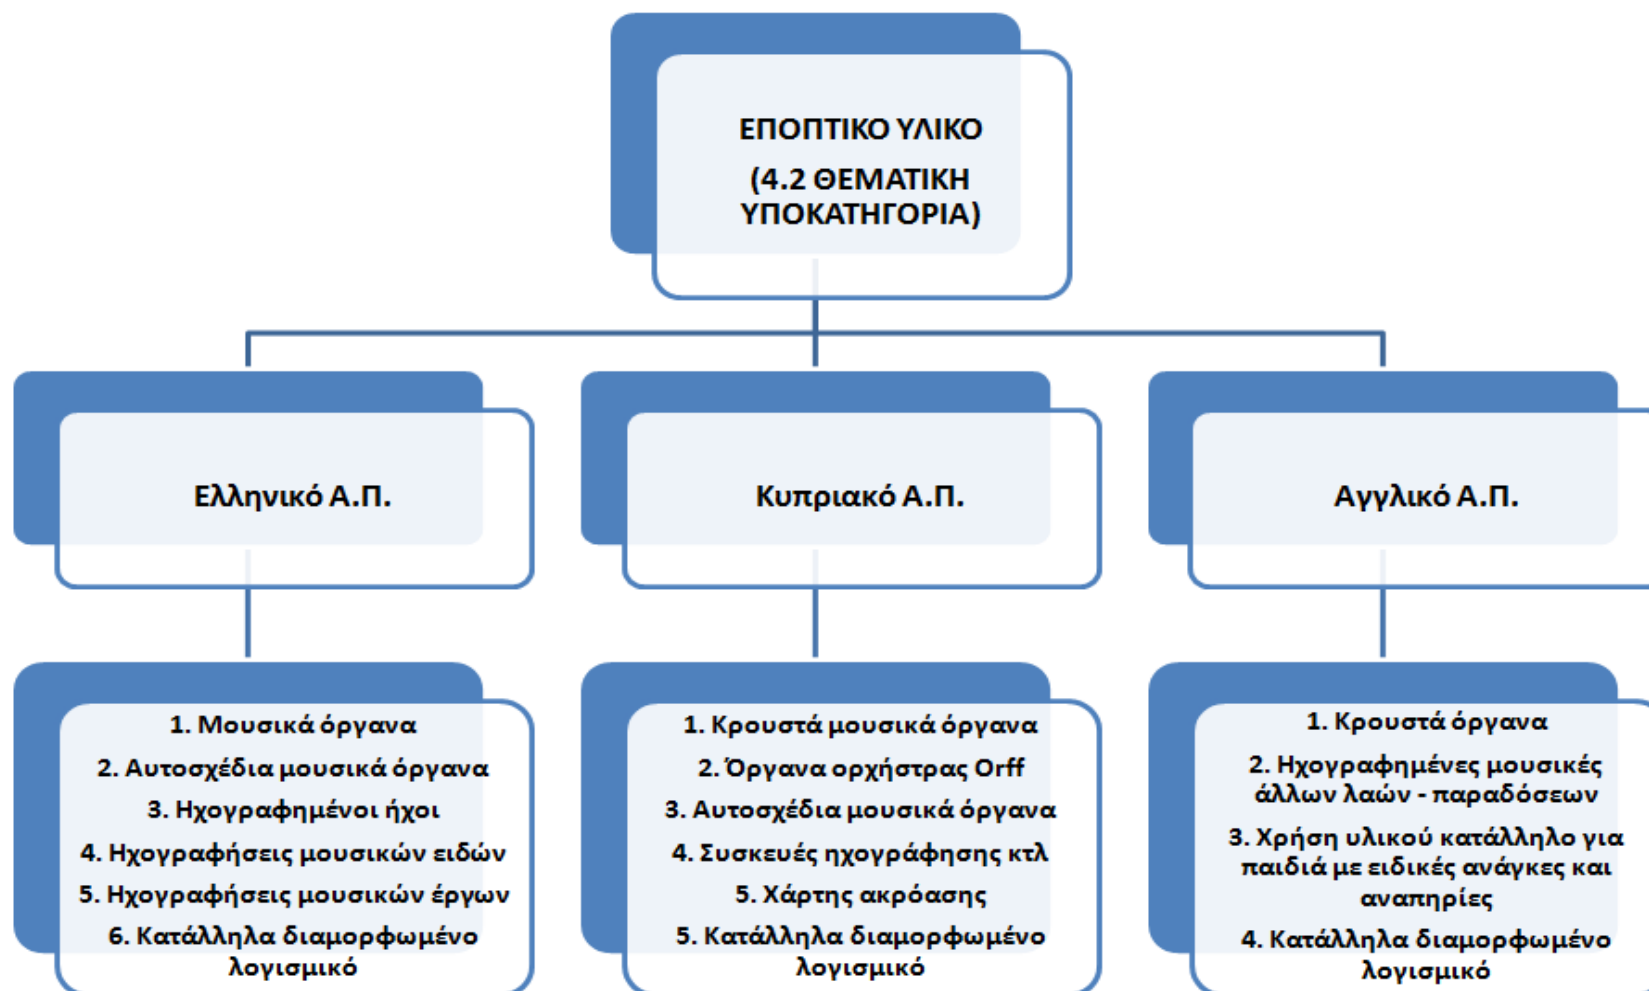 ΕΠΟΠΤΙΚΟ ΥΛΙΚΟ
(4.2 ΘΕΜΑΤΙΚΗ
ΥΠΟΚΑΤΗΓΟΡΙΑ)
Ελληνικό Α.Π.
Κυπριακό Α.Π.
Αγγλικό Α.Π.
1. Μουσικά όργανα
2. Αυτοσχέδια μουσικά όργανα
3. Ηχογραφημένοι ήχοι
4. Ηχογραφήσεις μουσικών ειδών
5. Ηχογραφήσεις μουσικών έργων
6. Κατάλληλα διαμορφωμένο
λογισμικό
1. Κρουστά μουσικά όργανα
2. Όργανα ορχήστρας Orff
3. Αυτοσχέδια μουσικά όργανα
4. Συσκευές ηχογράφησης κτλ
5. Χάρτης ακρόασης
5. Κατάλληλα διαμορφωμένο
λογισμικό
1. Κρουστά όργανα
2. Ηχογραφημένες μουσικές
άλλων λαών - παραδόσεων
3. Χρήση υλικού κατάλληλο για
παιδιά με ειδικές ανάγκες και
αναπηρίες
4. Κατάλληλα διαμορφωμένο
λογισμικό